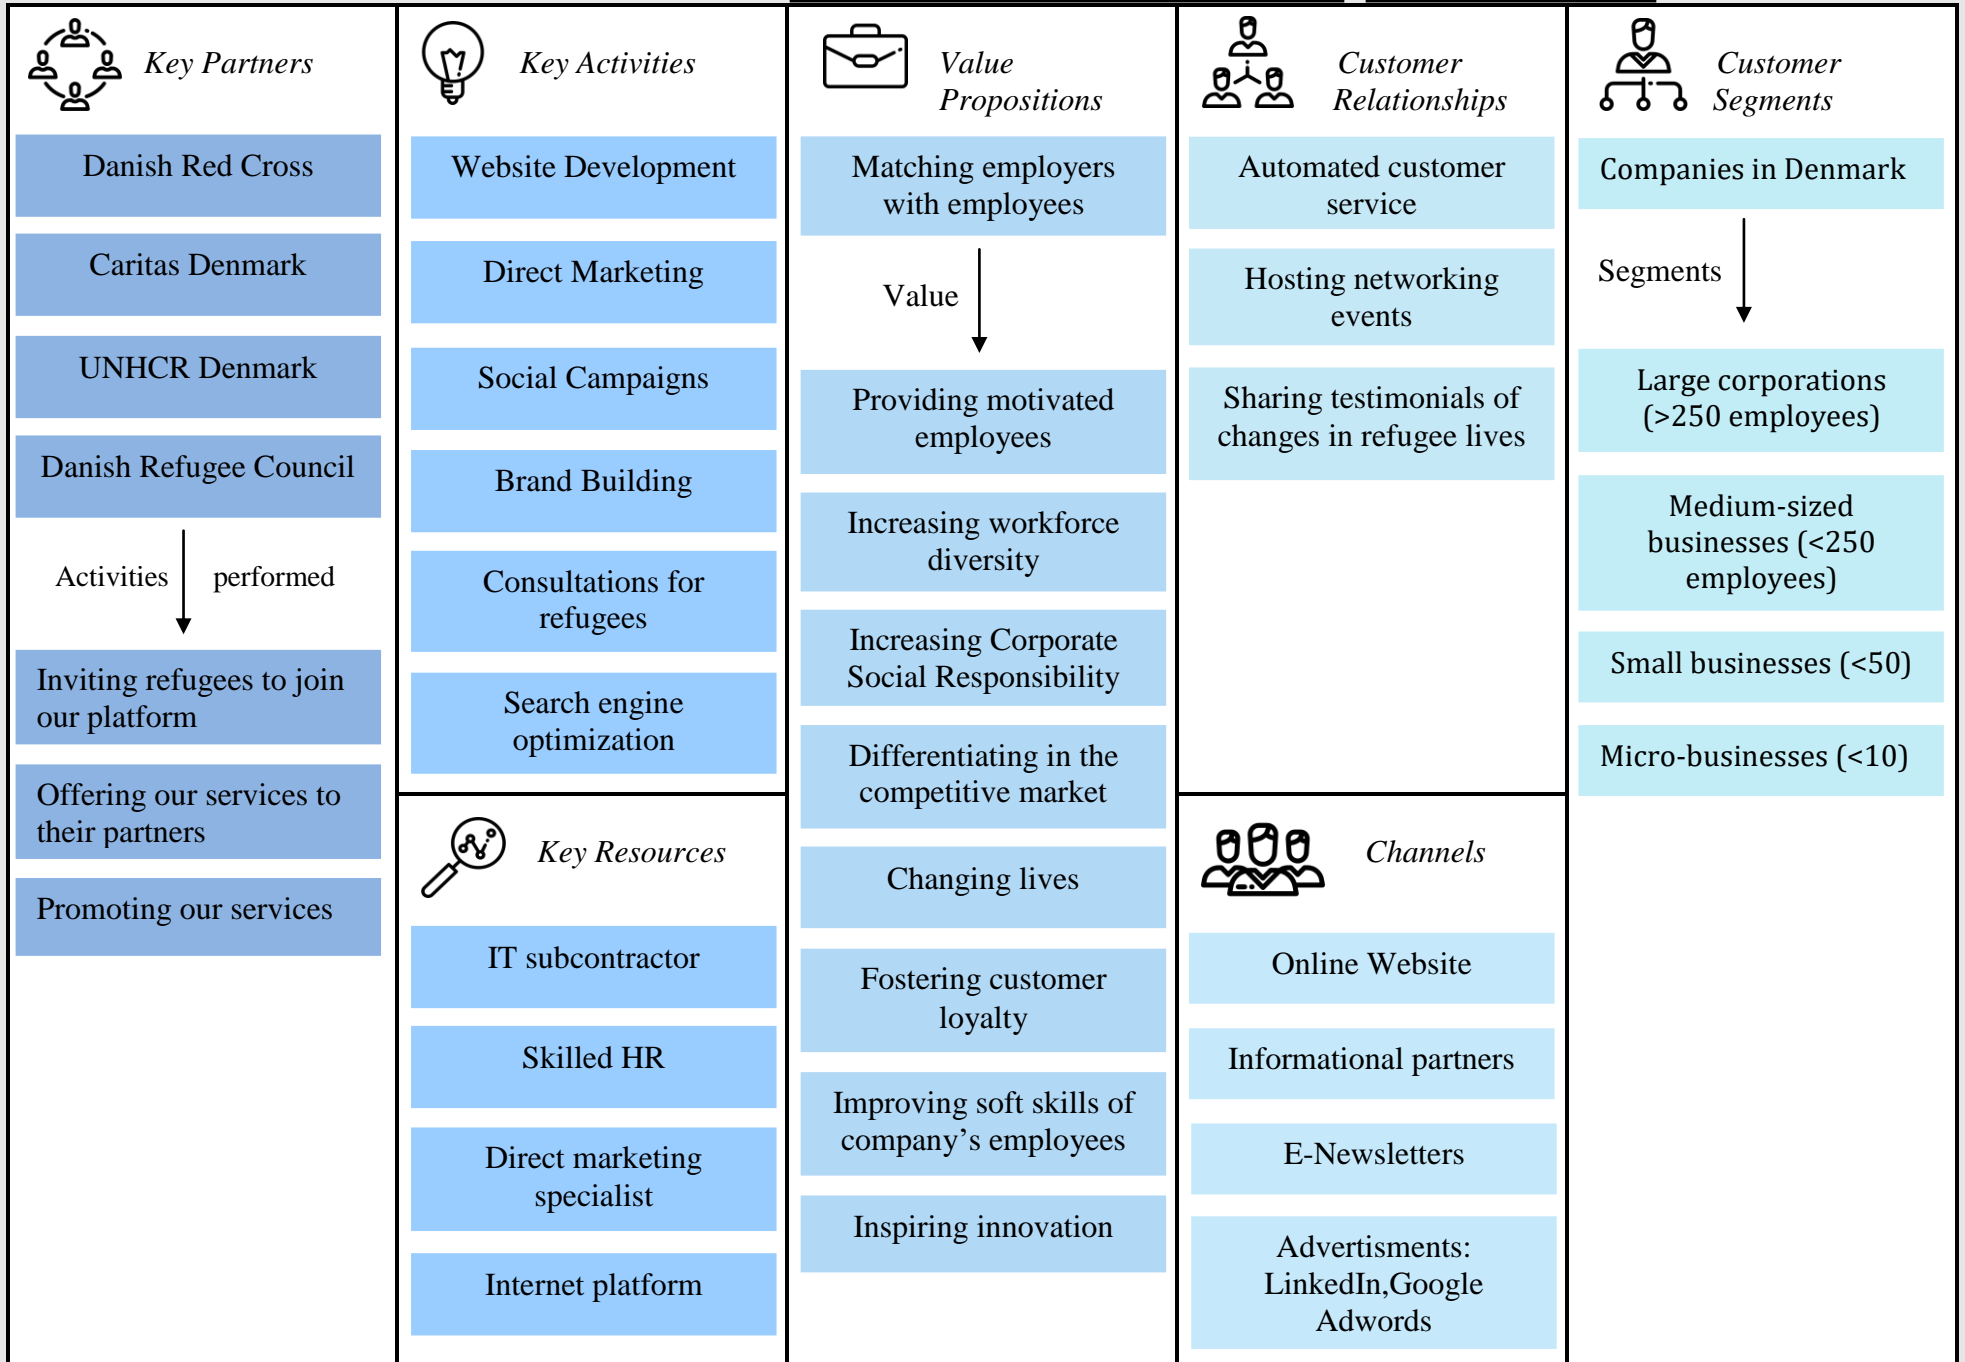 Key Partners
Danish Red Cross
Caritas Denmark
UNHCR Denmark
Danish Refugee Council
Activities performed
Inviting refugees to join
our platform
Offering our services to
their partners
Promoting our services
Key Activities
Website Development
Direct Marketing
Social Campaigns
Brand Building
Consultations for
refugees
Search engine
optimization
Key Resources
IT subcontractor
Skilled HR
Direct marketing
specialist
Internet platform
Value
Propositions
Matching employers
with employees
Value
Providing motivated
employees
Increasing workforce
diversity
Increasing Corporate
Social Responsibility
Differentiating in the
competitive market
Changing lives
Fostering customer
loyalty
Improving soft skills of
company’s employees
Inspiring innovation
Customer
Relationships
Automated customer
service
Hosting networking
events
Sharing testimonials of
changes in refugee lives
Channels
Online Website
Informational partners
E-Newsletters
Advertisments:
LinkedIn,Google
Adwords
Customer
Segments
Companies in Denmark
Segments
Large corporations
(>250 employees)
Medium-sized
businesses (<250
employees)
Small businesses (<50)
Micro-businesses (<10)